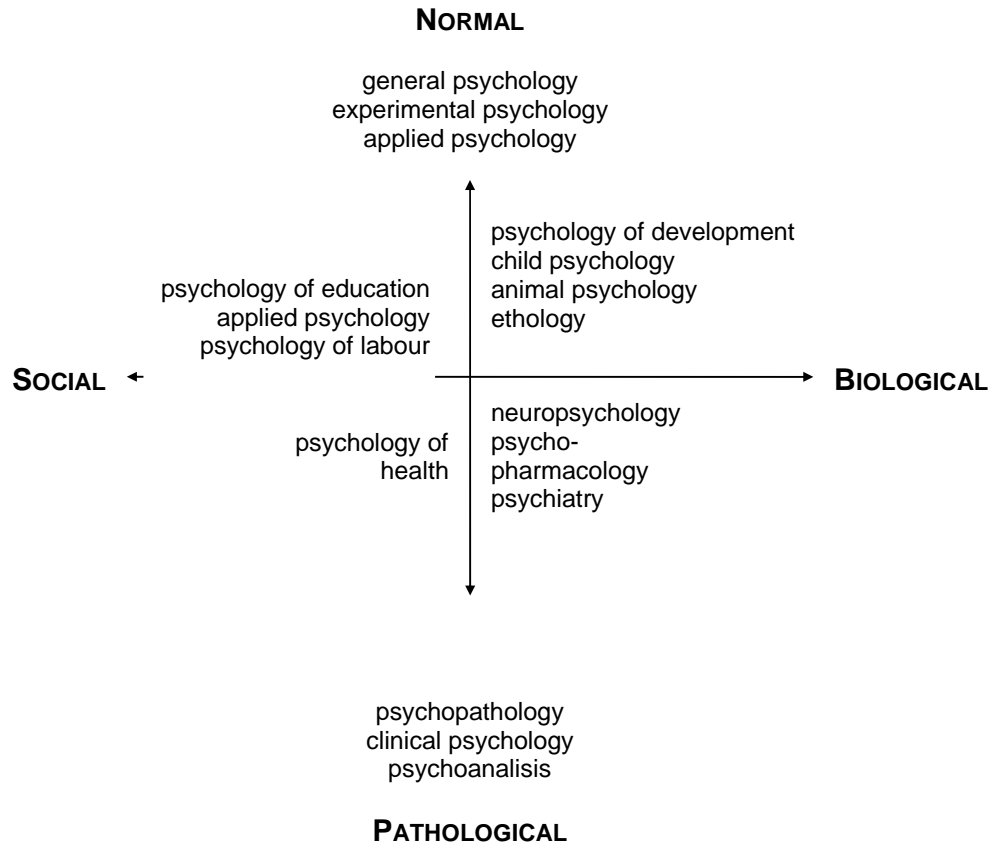 NORMAL
general psychology
experimental psychology
applied psychology
psychology of development
child psychology
animal psychology
ethology
psychology of education
applied psychology
psychology of labour
SOCIAL
BIOLOGICAL
neuropsychology
psycho-
pharmacology
psychiatry
psychology of
health
psychopathology
clinical psychology
psychoanalisis
PATHOLOGICAL